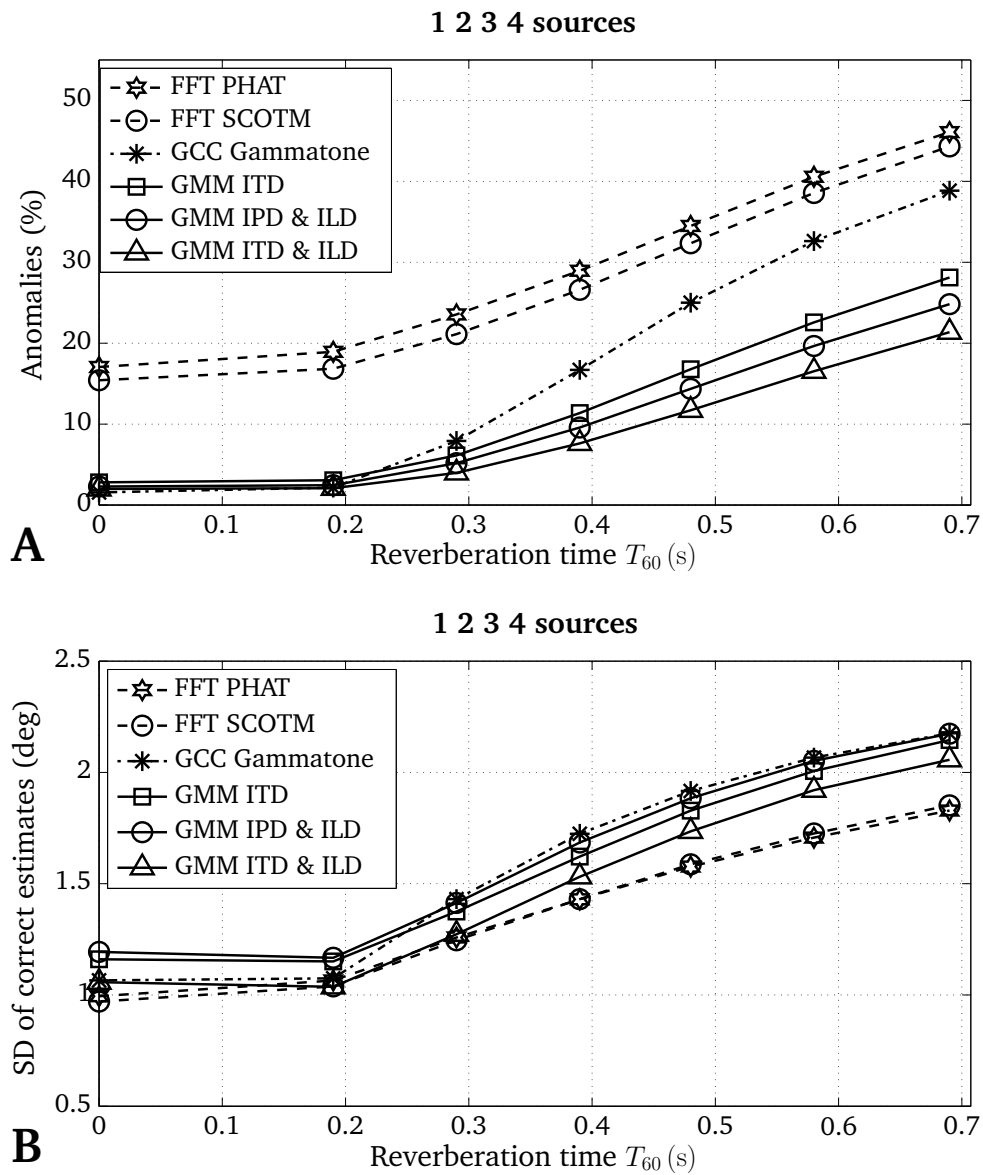 1 2 3 4 sources
50
40
30
20
10
0
Anomalies (%)
FFT PHAT
FFT SCOTM
GCC Gammatone
GMM ITD
GMM IPD & ILD
GMM ITD & ILD
0 0.1 0.2 0.3 0.4 0.5 0.6 0.7
Reverberation time T60 (s)
A
1 2 3 4 sources
2.5
2
1.5
1
0.5
SD of correct estimates (deg)
FFT PHAT
FFT SCOTM
GCC Gammatone
GMM ITD
GMM IPD & ILD
GMM ITD & ILD
0 0.1 0.2 0.3 0.4 0.5 0.6 0.7
Reverberation time T60 (s)
B